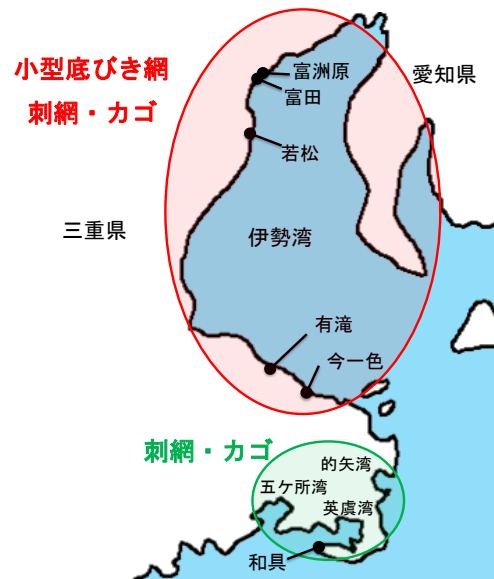 小型底びき網
刺網・カゴ
富洲原
富田
愛知県
若松
三重県
伊勢湾
有滝
今一色
刺網・カゴ
的矢湾
五ケ所湾
英虞湾
和具